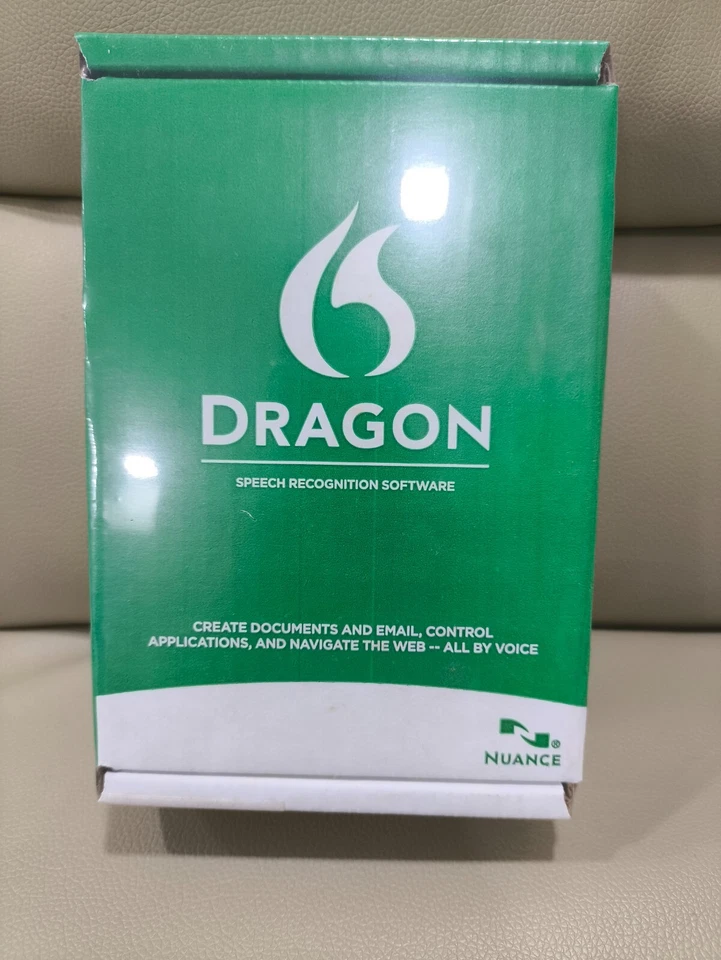 DRAGON
SPEECH RECOGNITION SOFTWARE
CREATE DOCUMENTS AND EMAIL, CONTROL
APPLICATIONS, AND NAVIGATE THE WEB -- ALL BY VOICE
®
NUANCE